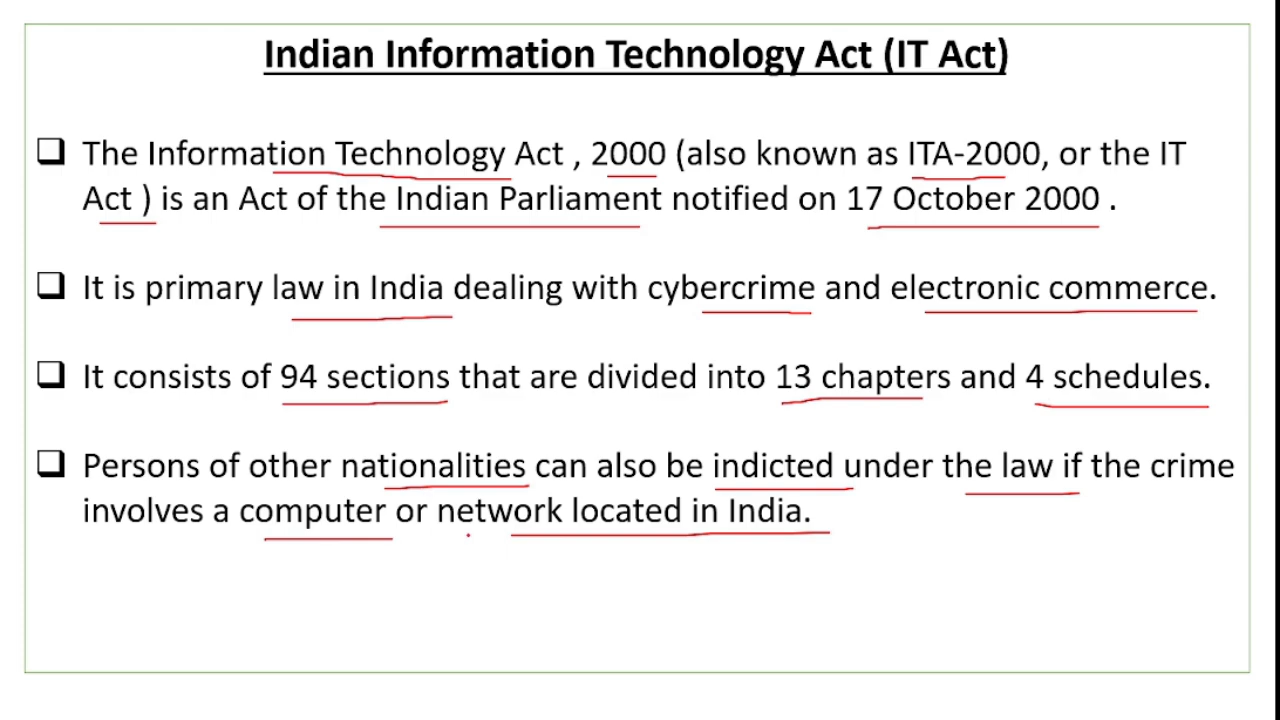 Indian Information Technology Act (IT Act)
❑ The Information Technology Act , 2000 (also known as ITA-2000, or the IT
Act ) is an Act of the Indian Parliament notified on 17 October 2000 .
❑ It is primary law in India dealing with cybercrime and electronic commerce.
❑ It consists of 94 sections that are divided into 13 chapters and 4 schedules.
❑ Persons of other nationalities can also be indicted under the law if the crime
involves a computer or network located in India.